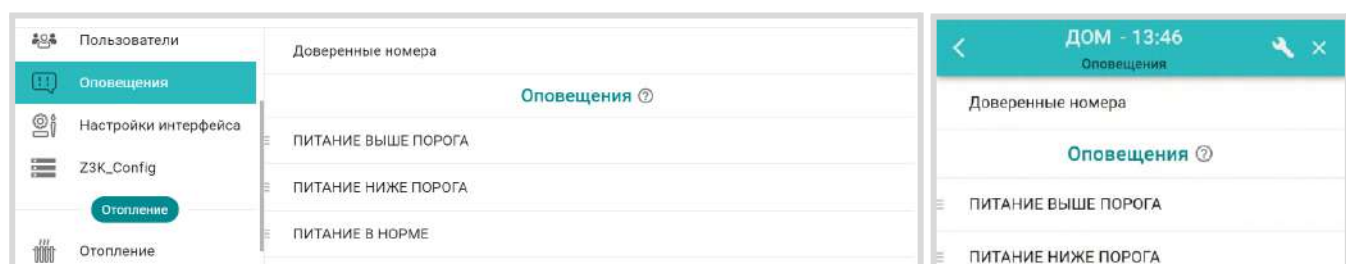 Пользователи
Оповещения
Настройки интерфейса
Z3K_Config
Отопление
Отопление
Доверенные номера
Оповещения ?
ПИТАНИЕ ВЫШЕ ПОРОГА
ПИТАНИЕ НИЖЕ ПОРОГА
ПИТАНИЕ В НОРМЕ
ДОМ - 13:46
Оповещения
Доверенные номера
Оповещения ?
ПИТАНИЕ ВЫШЕ ПОРОГА
ПИТАНИЕ НИЖЕ ПОРОГА